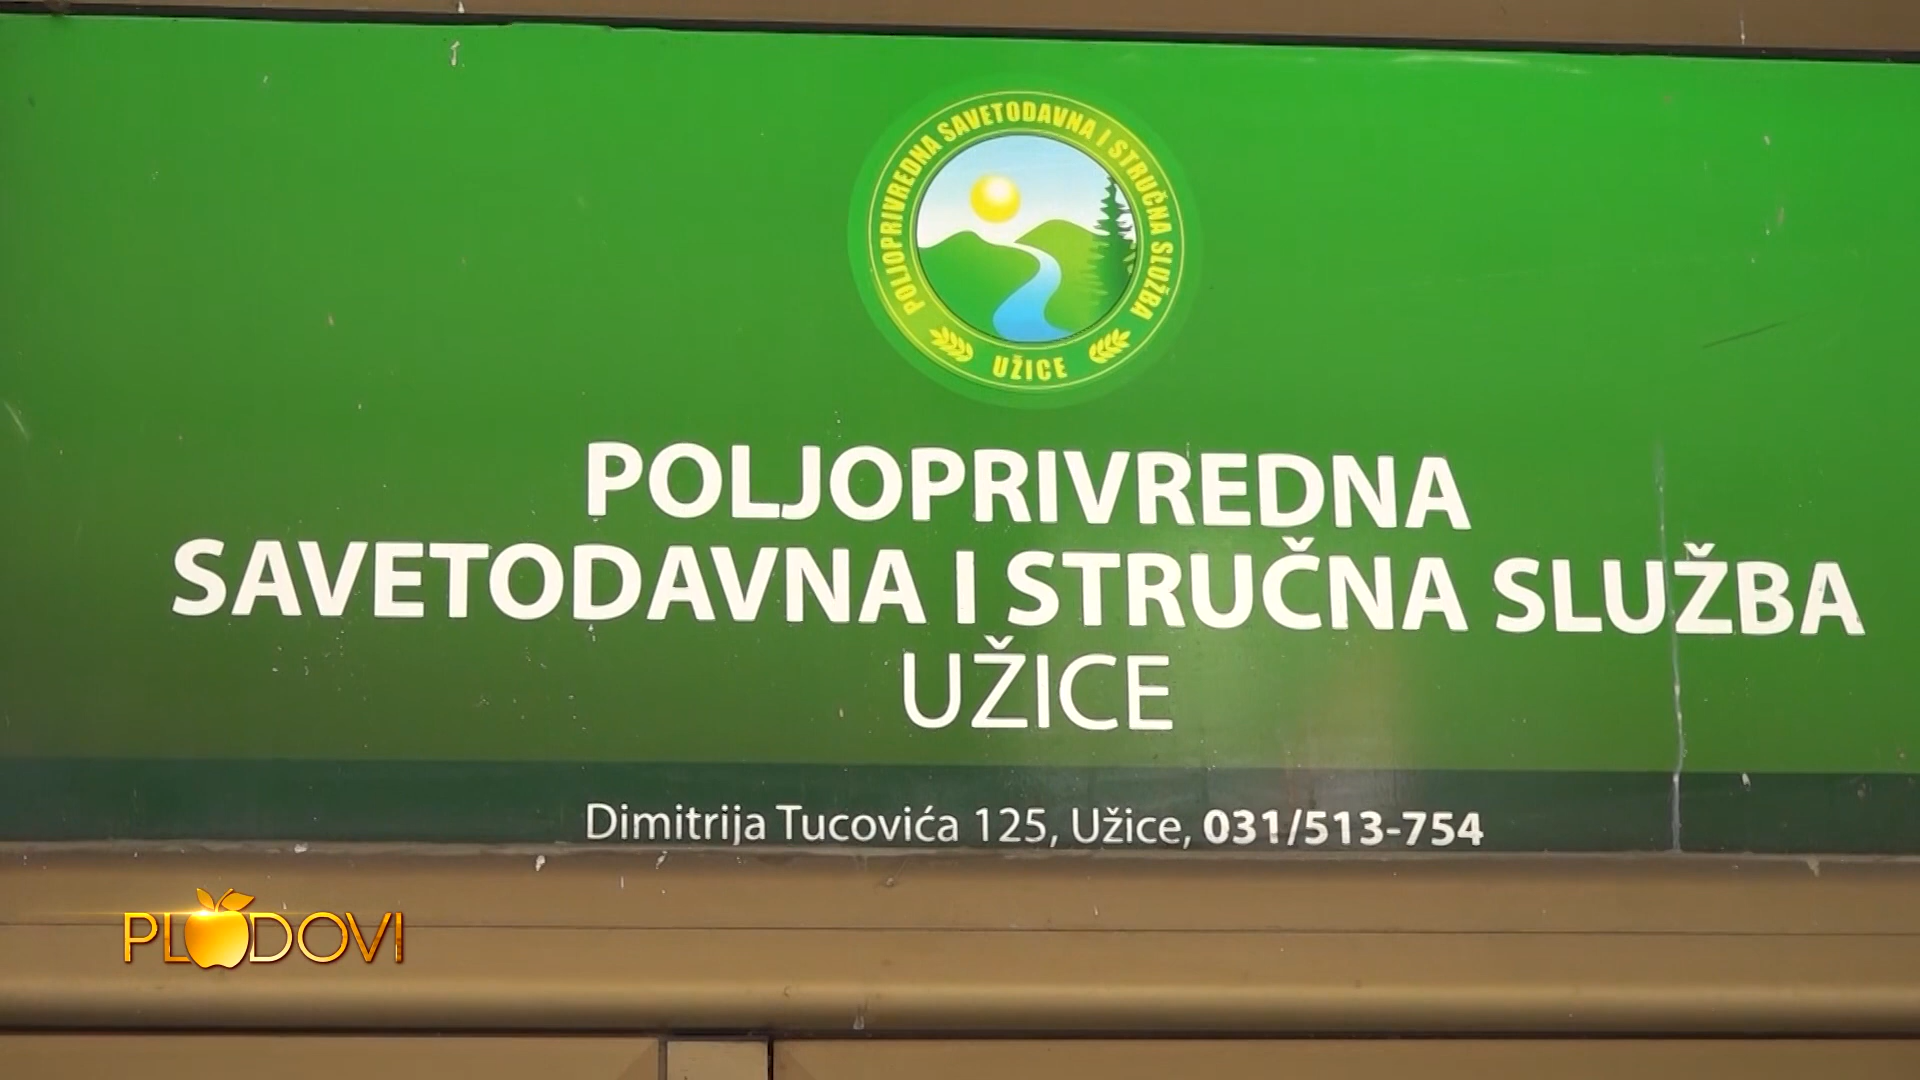 POLJOPRIVREDNA SAVETODAVNA I STRUČNA SLUŽBA
UŽICE
POLJOPRIVREDNA
SAVETODAVNA I STRUČNA SLUŽBA
UŽICE
Dimitrija Tucovića 125, Užice, 031/513-754
PLODOVI